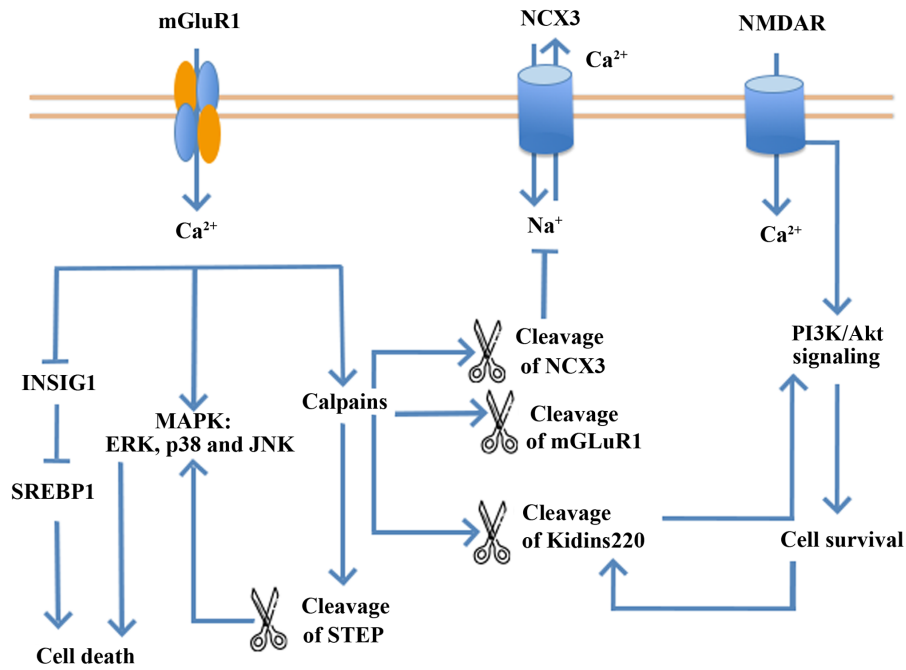 mGluR1
NCX3
NMDAR
Ca²⁺
Ca²⁺
Na⁺
Ca²⁺
INSIG1
SREBP1
MAPK:
ERK, p38 and JNK
Calpains
Cleavage
of NCX3
Cleavage
of mGLuR1
Cleavage
of Kidins220
PI3K/Akt
signaling
Cell survival
Cleavage
of STEP
Cell death